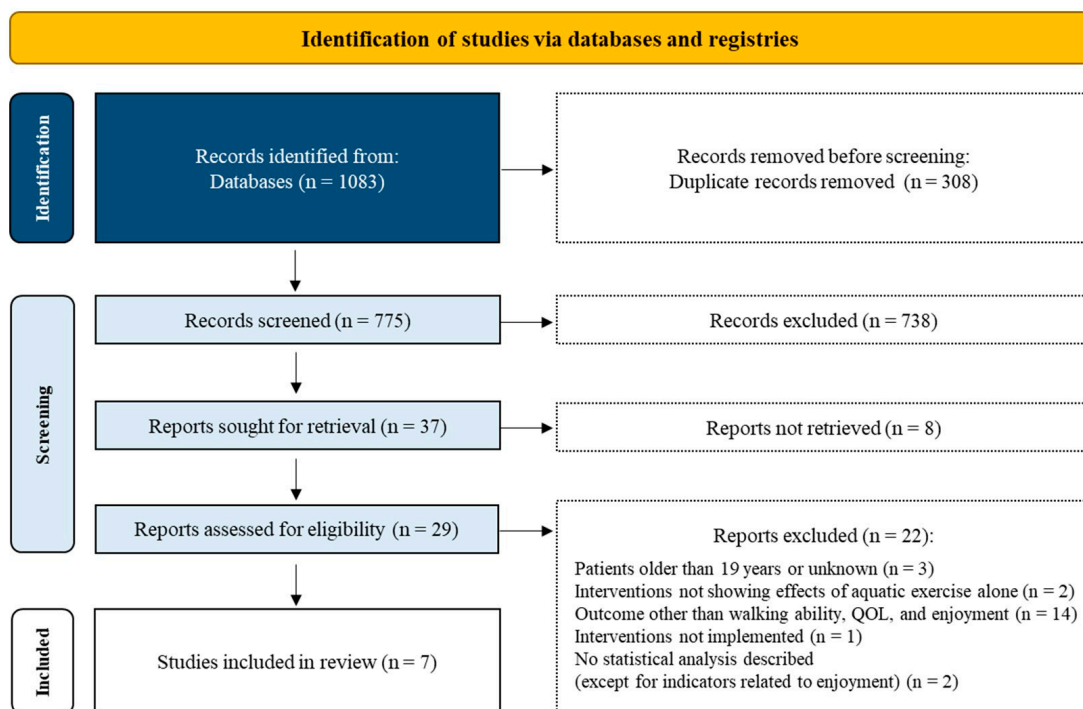 Identification of studies via databases and registries
Identification
Records identified from:
Databases (n = 1083)
Records removed before screening:
Duplicate records removed (n = 308)
Screening
Records screened (n = 775)
Records excluded (n = 738)
Reports sought for retrieval (n = 37)
Reports not retrieved (n = 8)
Reports assessed for eligibility (n = 29)
Reports excluded (n = 22):
Patients older than 19 years or unknown (n = 3)
Interventions not showing effects of aquatic exercise alone (n = 2)
Outcome other than walking ability, QOL, and enjoyment (n = 14)
Interventions not implemented (n = 1)
No statistical analysis described
(except for indicators related to enjoyment) (n = 2)
Included
Studies included in review (n = 7)